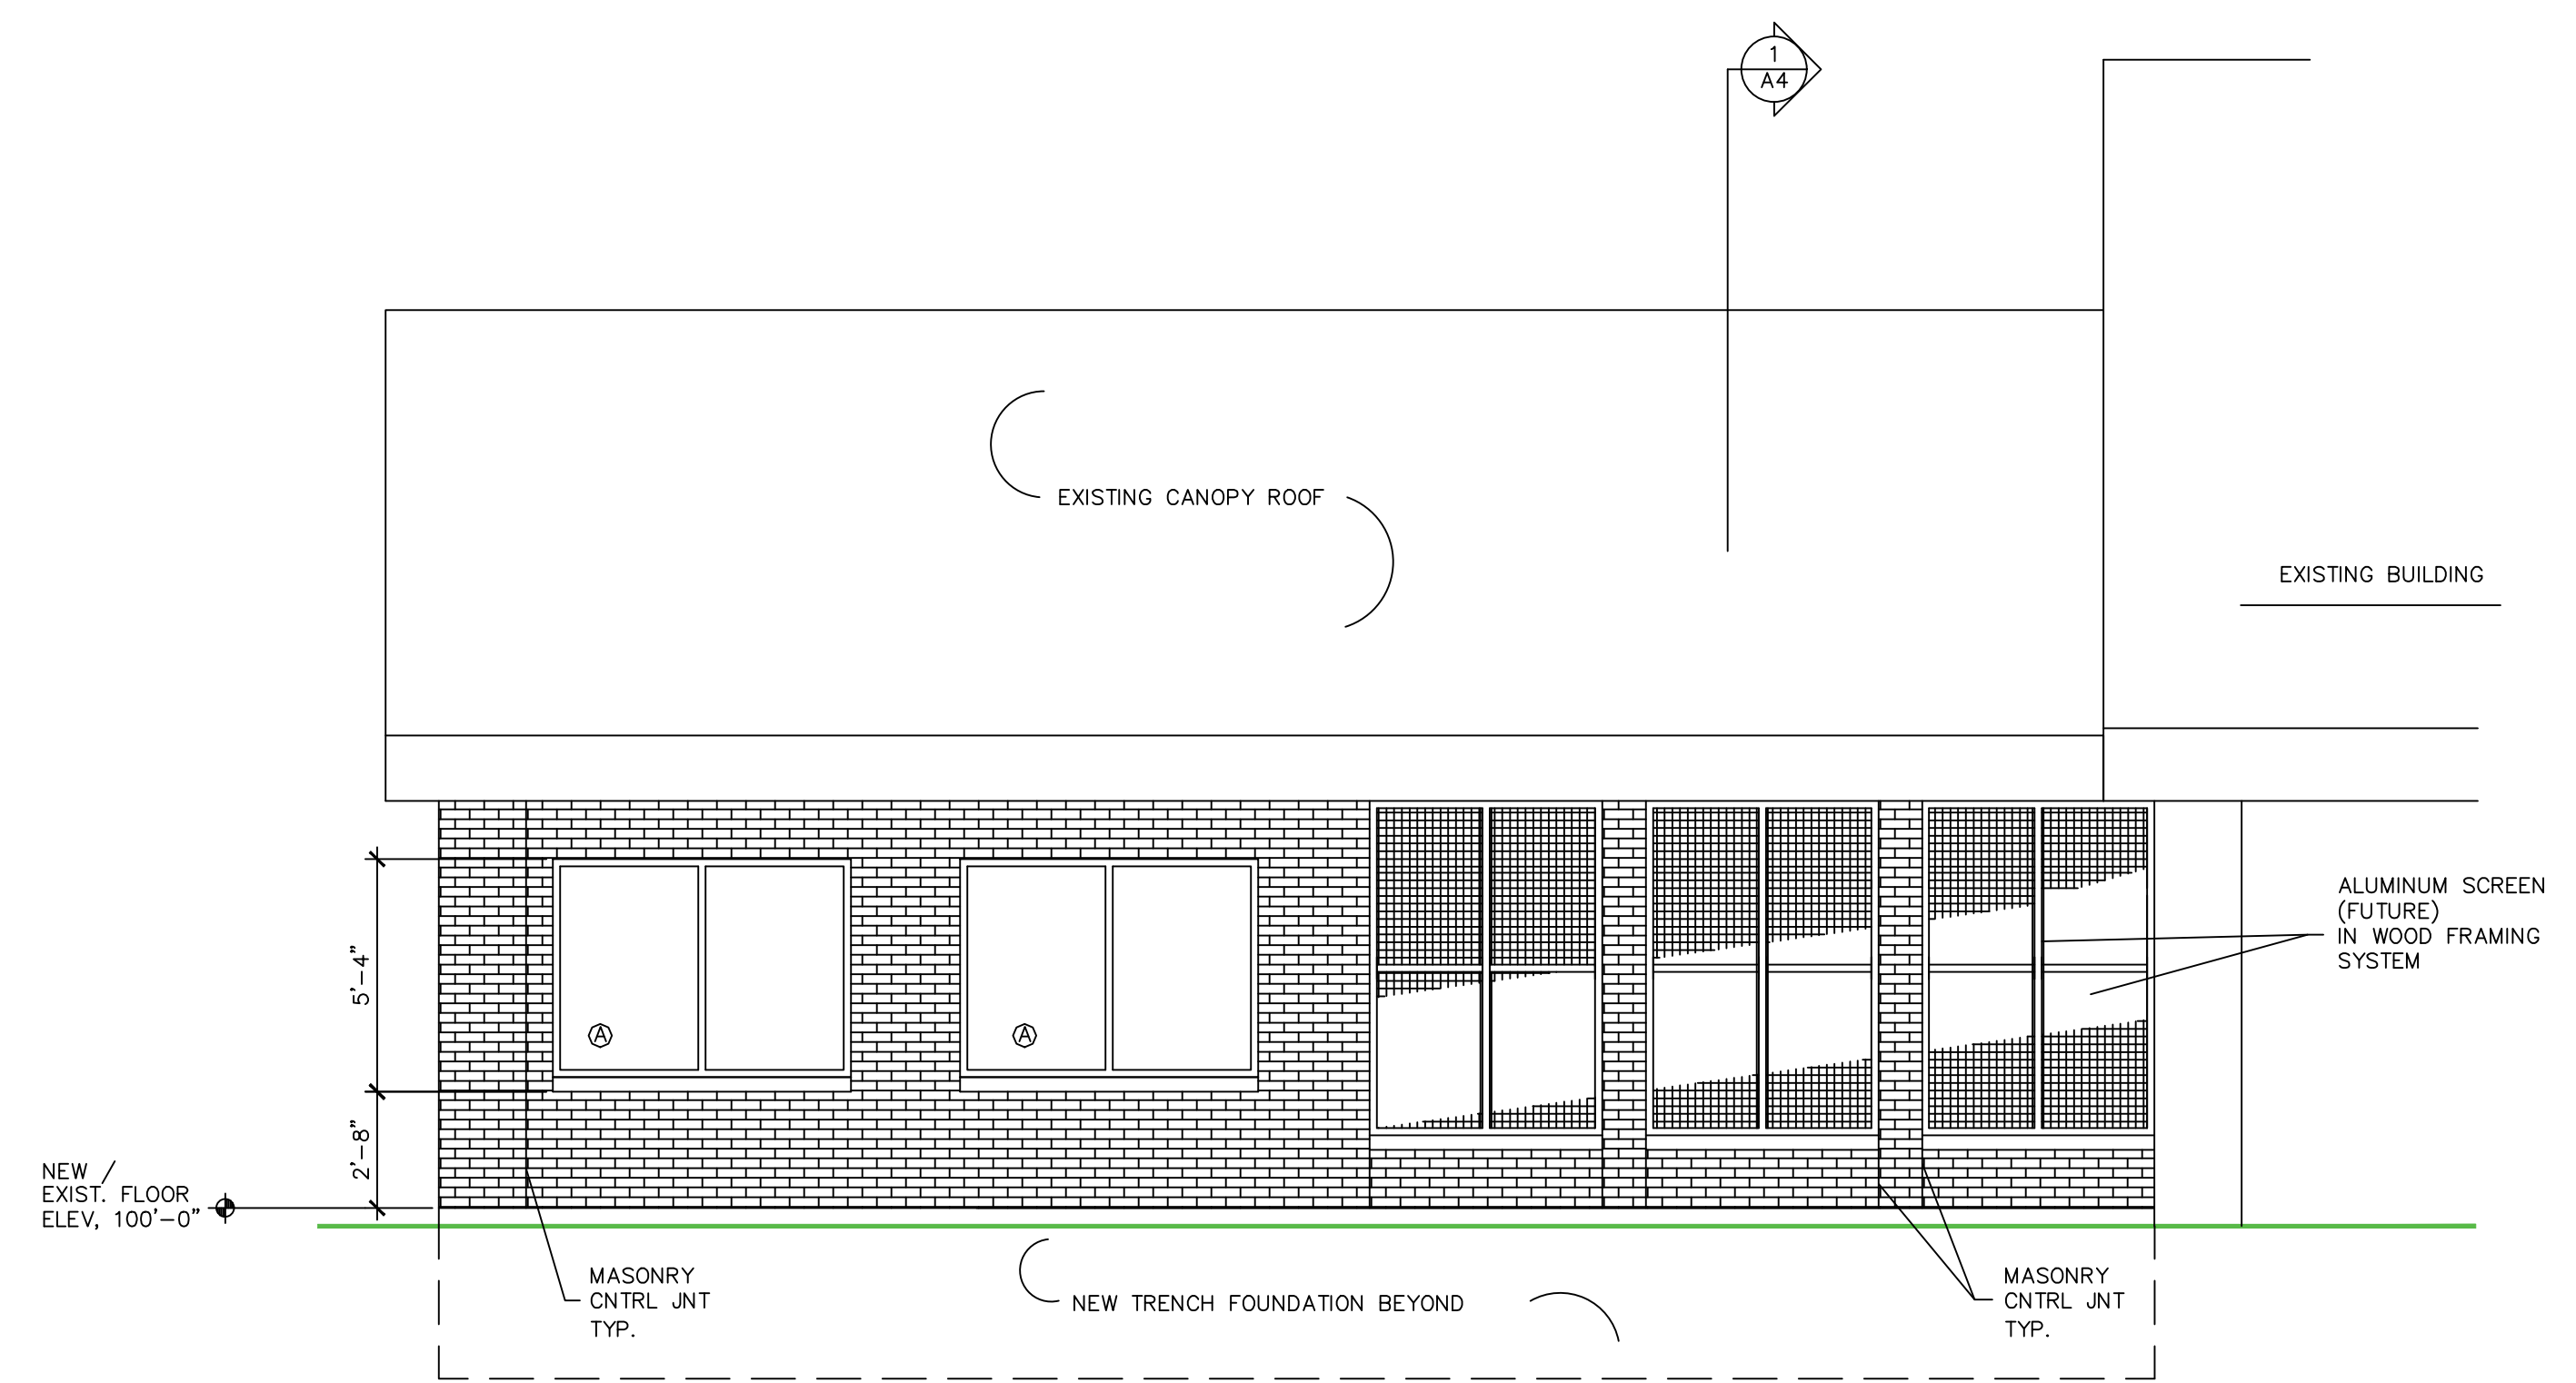 1
A4
EXISTING CANOPY ROOF
EXISTING BUILDING
ALUMINUM SCREEN
(FUTURE)
IN WOOD FRAMING
SYSTEM
5'-4"
A
A
2'-8"
NEW /
EXIST. FLOOR
ELEV, 100'-0"
MASONRY
CNTRL JNT
TYP.
NEW TRENCH FOUNDATION BEYOND
MASONRY
CNTRL JNT
TYP.